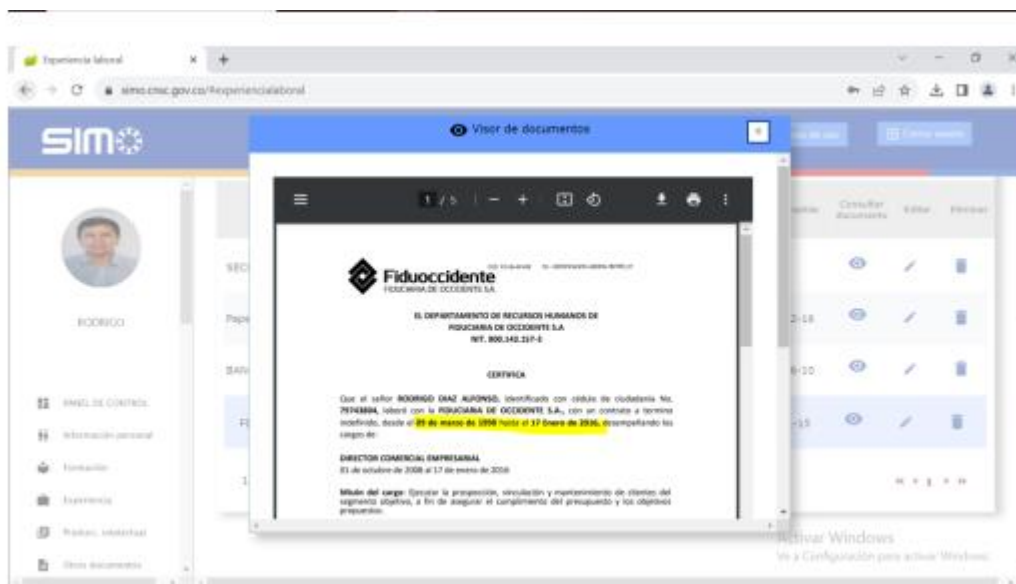 Experiencia laboral
simo.cnsc.gov.co/#experiencialaboral
SIMO
Visor de documentos
Consultar documento Editar Eliminar
RODRIGO
PANEL DE CONTROL
Información personal
Formación
Experiencia
Produc. intelectual
Otros documentos
1 / 5
Fiduoccidente
FIDUCIARIA DE OCCIDENTE S.A.
EL DEPARTAMENTO DE RECURSOS HUMANOS DE
FIDUCIARIA DE OCCIDENTE S.A
NIT. 800.143.157-3
CERTIFICA
Que el señor RODRIGO DIAZ ALFONSO, identificado con cédula de ciudadanía No.
79743804, laboró con la FIDUCIARIA DE OCCIDENTE S.A., con un contrato a termino
indefinido, desde el 09 de marzo de 1998 hasta el 17 Enero de 2016, desempeñando los
cargos de:
DIRECTOR COMERCIAL EMPRESARIAL
01 de octubre de 2008 al 17 de enero de 2016
Misión del cargo: Ejecutar la prospección, vinculación y mantenimiento de clientes del
segmento objetivo, a fin de asegurar el cumplimiento del presupuesto y los objetivos
propuestos.
Activar Windows
Ve a Configuración para activar Windows.